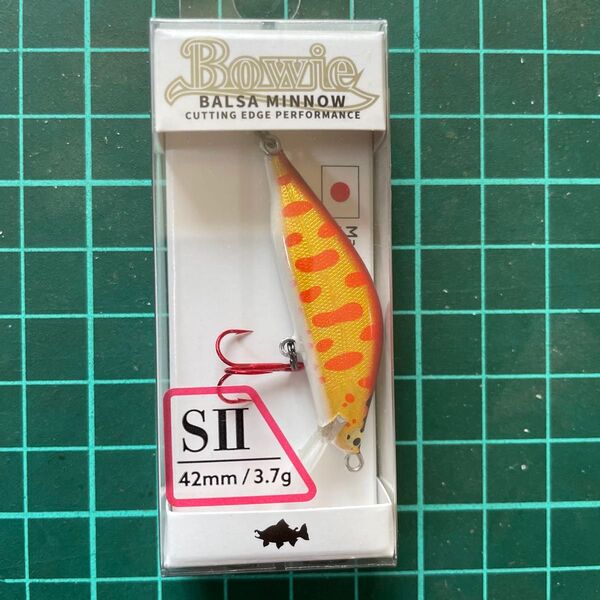 Bowie
BALSA MINNOW
CUTTING EDGE PERFORMANCE
SII
42mm / 3.7g